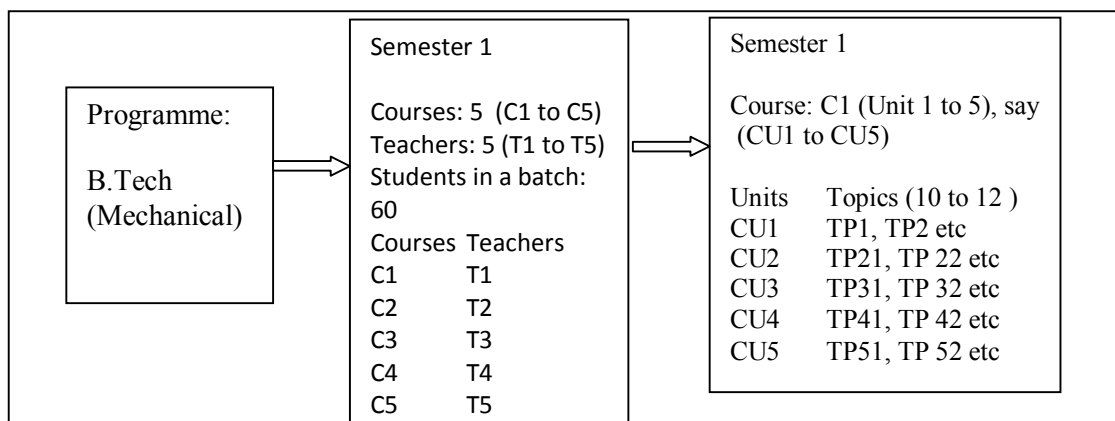 Programme:
B.Tech
(Mechanical)
Semester 1
Courses: 5 (C1 to C5)
Teachers: 5 (T1 to T5)
Students in a batch:
60
Courses Teachers
C1 T1
C2 T2
C3 T3
C4 T4
C5 T5
Semester 1
Course: C1 (Unit 1 to 5), say
(CU1 to CU5)
Units Topics (10 to 12 )
CU1 TP1, TP2 etc
CU2 TP21, TP 22 etc
CU3 TP31, TP 32 etc
CU4 TP41, TP 42 etc
CU5 TP51, TP 52 etc